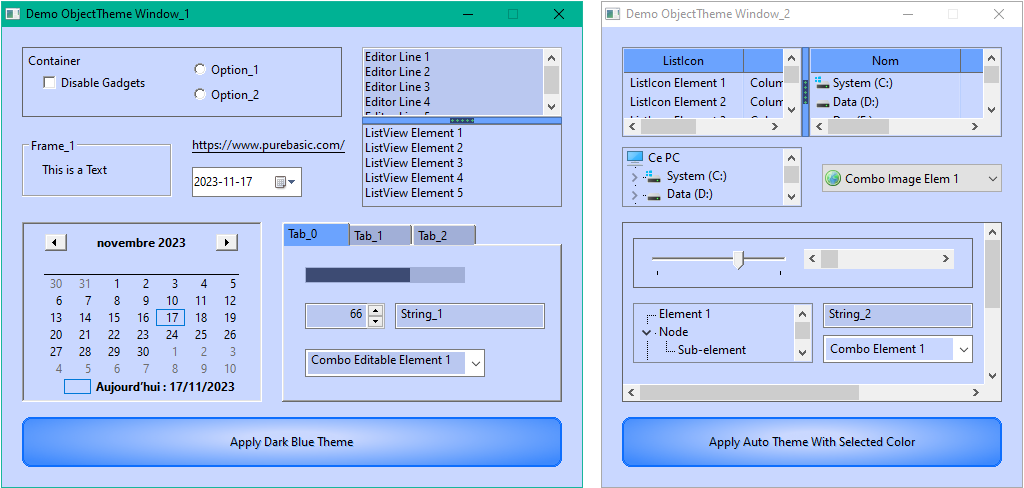 Demo ObjectTheme Window_1
Container
Disable Gadgets
Option_1
Option_2
Editor Line 1
Editor Line 2
Editor Line 3
Editor Line 4
ListView Element 1
ListView Element 2
ListView Element 3
ListView Element 4
ListView Element 5
Frame_1
This is a Text
https://www.purebasic.com/
2023-11-17
novembre 2023
30 31 1 2 3 4 5
6 7 8 9 10 11 12
13 14 15 16 17 18 19
20 21 22 23 24 25 26
27 28 29 30 1 2 3
4 5 6 7 8 9 10
Aujourd'hui : 17/11/2023
Tab_0 Tab_1 Tab_2
66 String_1
Combo Editable Element 1
Apply Dark Blue Theme
Demo ObjectTheme Window_2
ListIcon
ListIcon Element 1 Colum
ListIcon Element 2 Colum
Nom
System (C:)
Data (D:)
Ce PC
System (C:)
Data (D:)
Combo Image Elem 1
Element 1
Node
Sub-element
String_2
Combo Element 1
Apply Auto Theme With Selected Color